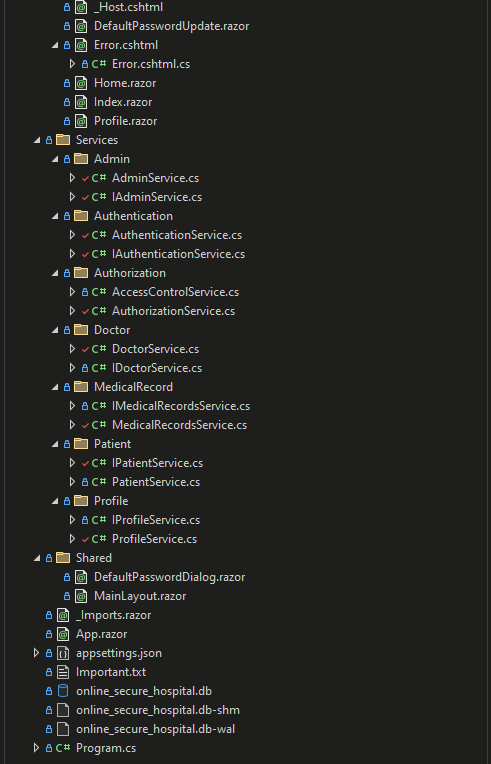 _Host.cshtml
DefaultPasswordUpdate.razor
Error.cshtml
C# Error.cshtml.cs
Home.razor
Index.razor
Profile.razor
Services
Admin
C# AdminService.cs
C# IAdminService.cs
Authentication
C# AuthenticationService.cs
C# IAuthenticationService.cs
Authorization
C# AccessControlService.cs
C# AuthorizationService.cs
Doctor
C# DoctorService.cs
C# IDoctorService.cs
MedicalRecord
C# IMedicalRecordsService.cs
C# MedicalRecordsService.cs
Patient
C# IPatientService.cs
C# PatientService.cs
Profile
C# IProfileService.cs
C# ProfileService.cs
Shared
DefaultPasswordDialog.razor
MainLayout.razor
_Imports.razor
App.razor
appsettings.json
Important.txt
online_secure_hospital.db
online_secure_hospital.db-shm
online_secure_hospital.db-wal
C# Program.cs